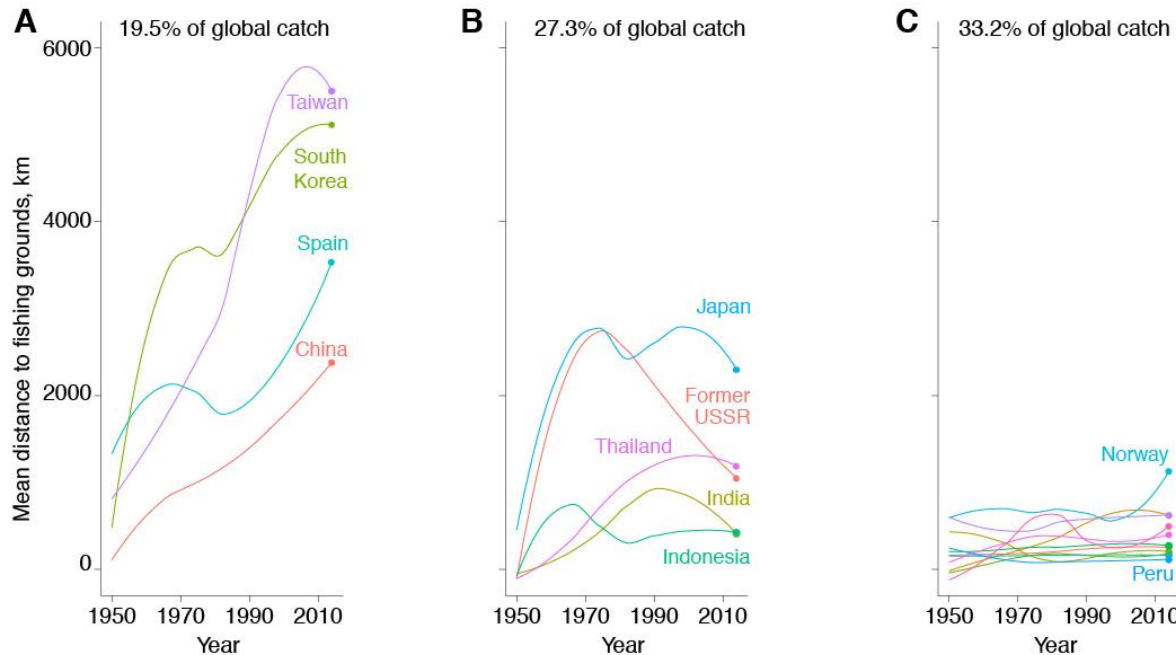 A
19.5% of global catch
Mean distance to fishing grounds, km
6000
4000
2000
0
Taiwan
South
Korea
Spain
China
1950
1970
1990
2010
Year
B
27.3% of global catch
Japan
Former
USSR
Thailand
India
Indonesia
1950
1970
1990
2010
Year
C
33.2% of global catch
Norway
Peru
1950
1970
1990
2010
Year